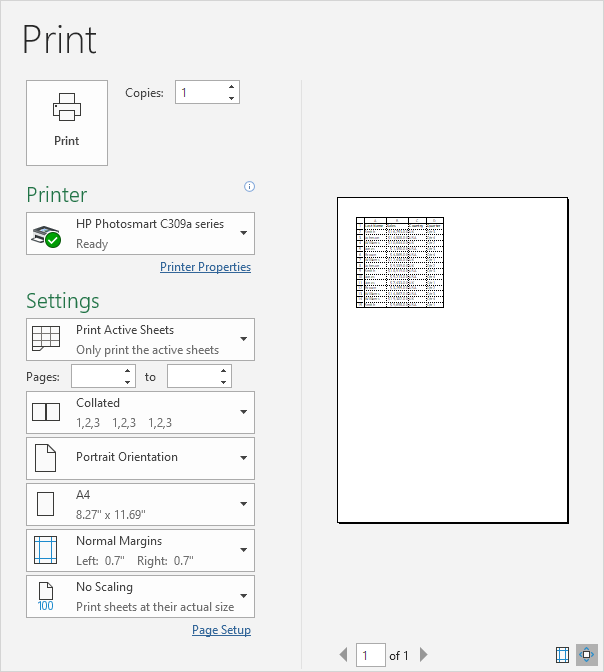 Print
Copies: 1
Print
Printer
HP Photosmart C309a series
Ready
Printer Properties
Settings
Print Active Sheets
Only print the active sheets
Pages: to
Collated
1,2,3 1,2,3 1,2,3
Portrait Orientation
A4
8.27" x 11.69"
Normal Margins
Left: 0.7" Right: 0.7"
No Scaling
100
Print sheets at their actual size
Page Setup
1 of 1